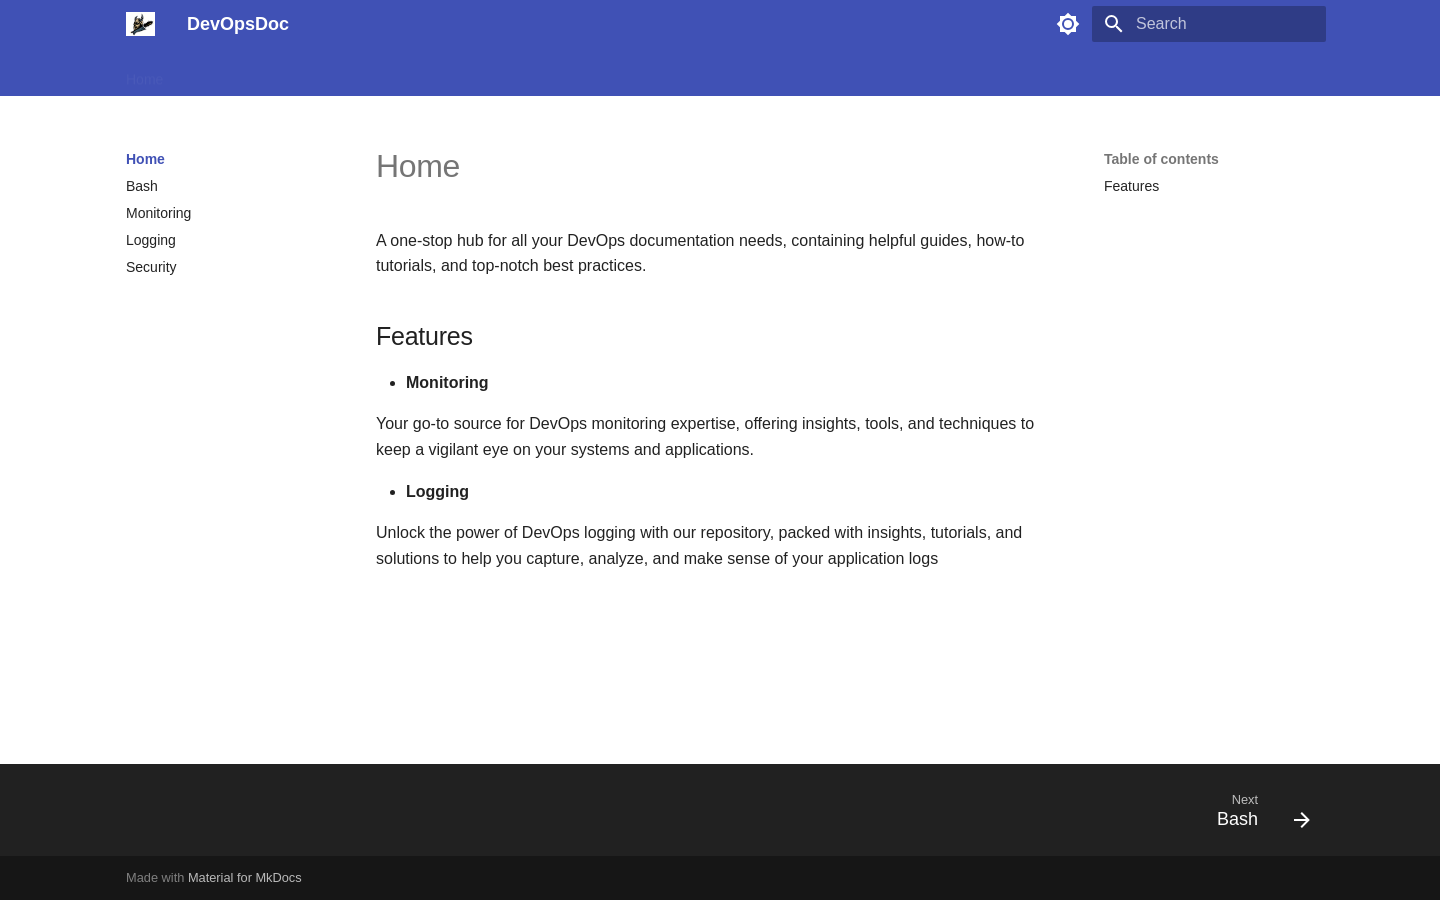 DevOpsDoc
Search
Home
Home
Bash
Monitoring
Logging
Security
Home
A one-stop hub for all your DevOps documentation needs, containing helpful guides, how-to
tutorials, and top-notch best practices.
Features
Monitoring
Your go-to source for DevOps monitoring expertise, offering insights, tools, and techniques to
keep a vigilant eye on your systems and applications.
Logging
Unlock the power of DevOps logging with our repository, packed with insights, tutorials, and
solutions to help you capture, analyze, and make sense of your application logs
Table of contents
Features
Next
Bash
Made with Material for MkDocs